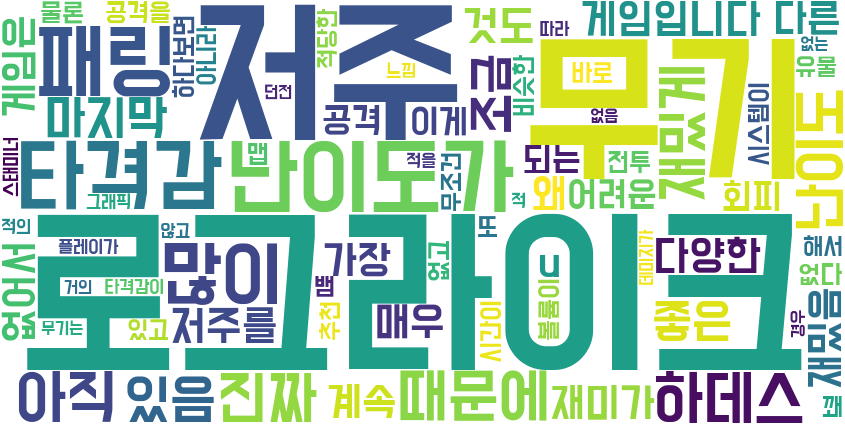 물론
공격을
게임은
패링
하다보면
아니라
마지막
저주
던전
적당한
느낌
공격
이게
조금
것도
따라
비슷한
게임입니다
다른
없는
유물
바로
무기
없음
재밌게
시스템이
난이도
스태미너
타격감
그래픽
맵
난이도가
적을
무조건
되는
적
왜
전투
어려운
회피
적의
플레이가
않고
없어서
거의
타격감이
무기는
있고
많이
저주를
로그라이크
가장
뺌
추천
없고
또
매우
시간이
볼륨이
데미지가
다양한
좋은
해서
없다
경우
재밌음
아직
있음
진짜
계속
때문에
재미가
하데스
꽤